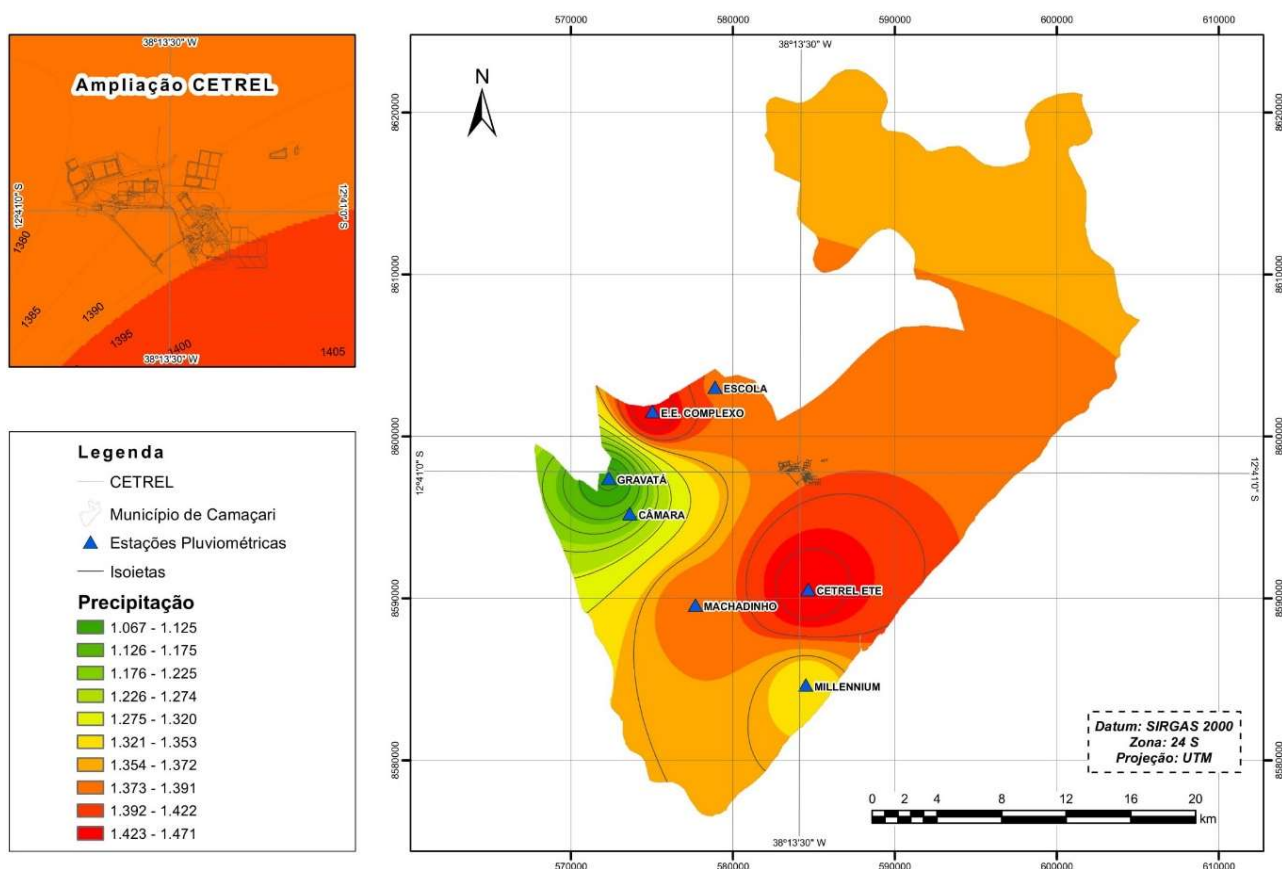 38°13'30" W
Ampliação CETREL
12°41'0" S
12°41'0" S
1380
1385
1390
1395
1400
1405
38°13'30" W
Legenda
CETREL
Município de Camaçari
Estações Pluviométricas
Isoietas
Precipitação
1.067 - 1.125
1.126 - 1.175
1.176 - 1.225
1.226 - 1.274
1.275 - 1.320
1.321 - 1.353
1.354 - 1.372
1.373 - 1.391
1.392 - 1.422
1.423 - 1.471
570000 580000 590000 600000 610000
38°13'30" W
N
8620000 8620000
8610000 8610000
ESCOLA
E.E. COMPLEXO
8600000 8600000
12°41'0" S 12°41'0" S
GRAVATÁ
CÂMARA
8590000 8590000
CETREL ETE
MACHADINHO
MILLENNIUM
Datum: SIRGAS 2000
Zona: 24 S
Projeção: UTM
8580000 8580000
0 2 4 8 12 16 20
km
38°13'30" W
570000 580000 590000 600000 610000